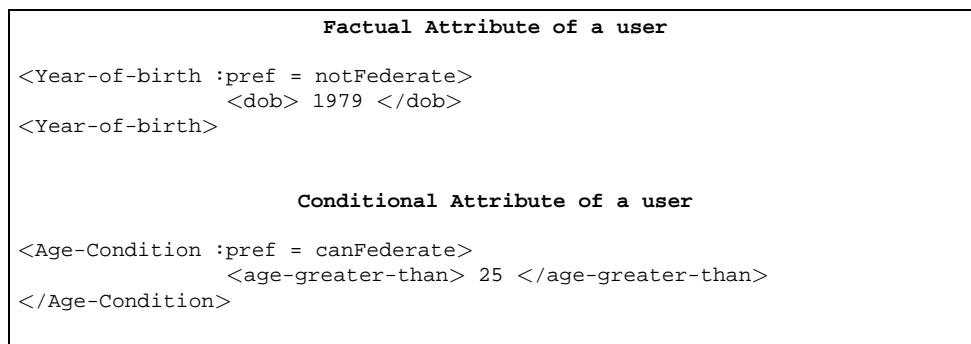 Factual Attribute of a user
<Year-of-birth :pref = notFederate>
<dob> 1979 </dob>
<Year-of-birth>
Conditional Attribute of a user
<Age-Condition :pref = canFederate>
<age-greater-than> 25 </age-greater-than>
</Age-Condition>